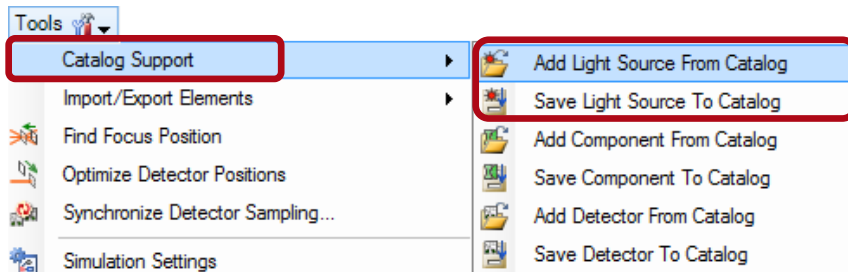 Tools
Catalog Support
Import/Export Elements
Find Focus Position
Optimize Detector Positions
Synchronize Detector Sampling...
Simulation Settings
Add Light Source From Catalog
Save Light Source To Catalog
Add Component From Catalog
Save Component To Catalog
Add Detector From Catalog
Save Detector To Catalog